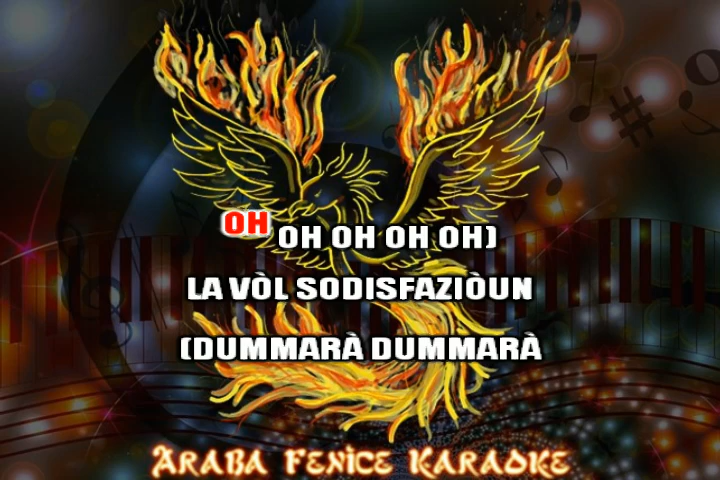 OH OH OH OH OH)
LA VÒL SODISFAZIÒUN
(DUMMARÀ DUMMARÀ
ARABA FENICE KARAOKE